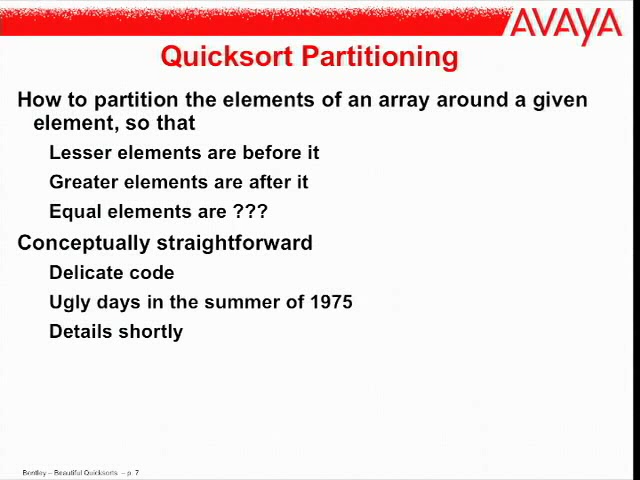 AVAYA
Quicksort Partitioning
How to partition the elements of an array around a given
element, so that
Lesser elements are before it
Greater elements are after it
Equal elements are ???
Conceptually straightforward
Delicate code
Ugly days in the summer of 1975
Details shortly
Bentley – Beautiful Quicksorts – p. 7